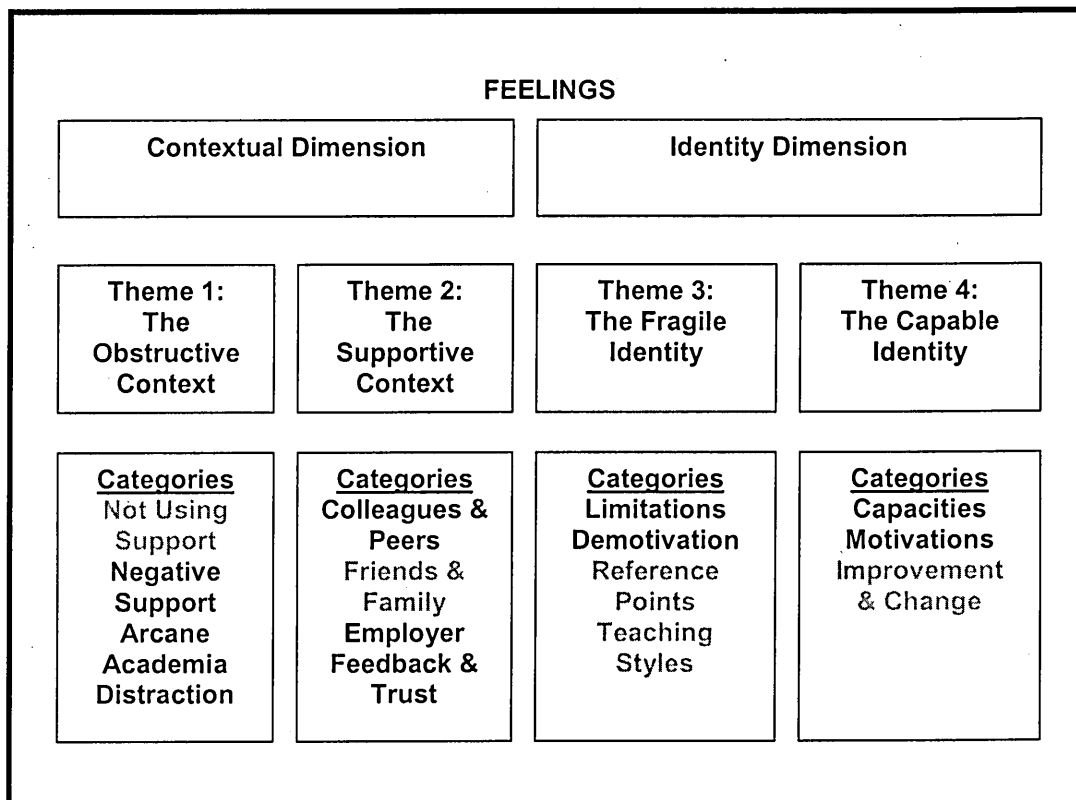 FEELINGS
Contextual Dimension
Identity Dimension
Theme 1:
The
Obstructive
Context
Theme 2:
The
Supportive
Context
Theme 3:
The Fragile
Identity
Theme 4:
The Capable
Identity
Categories
Not Using
Support
Negative
Support
Arcane
Academia
Distraction
Categories
Colleagues &
Peers
Friends &
Family
Employer
Feedback &
Trust
Categories
Limitations
Demotivation
Reference
Points
Teaching
Styles
Categories
Capacities
Motivations
Improvement
& Change